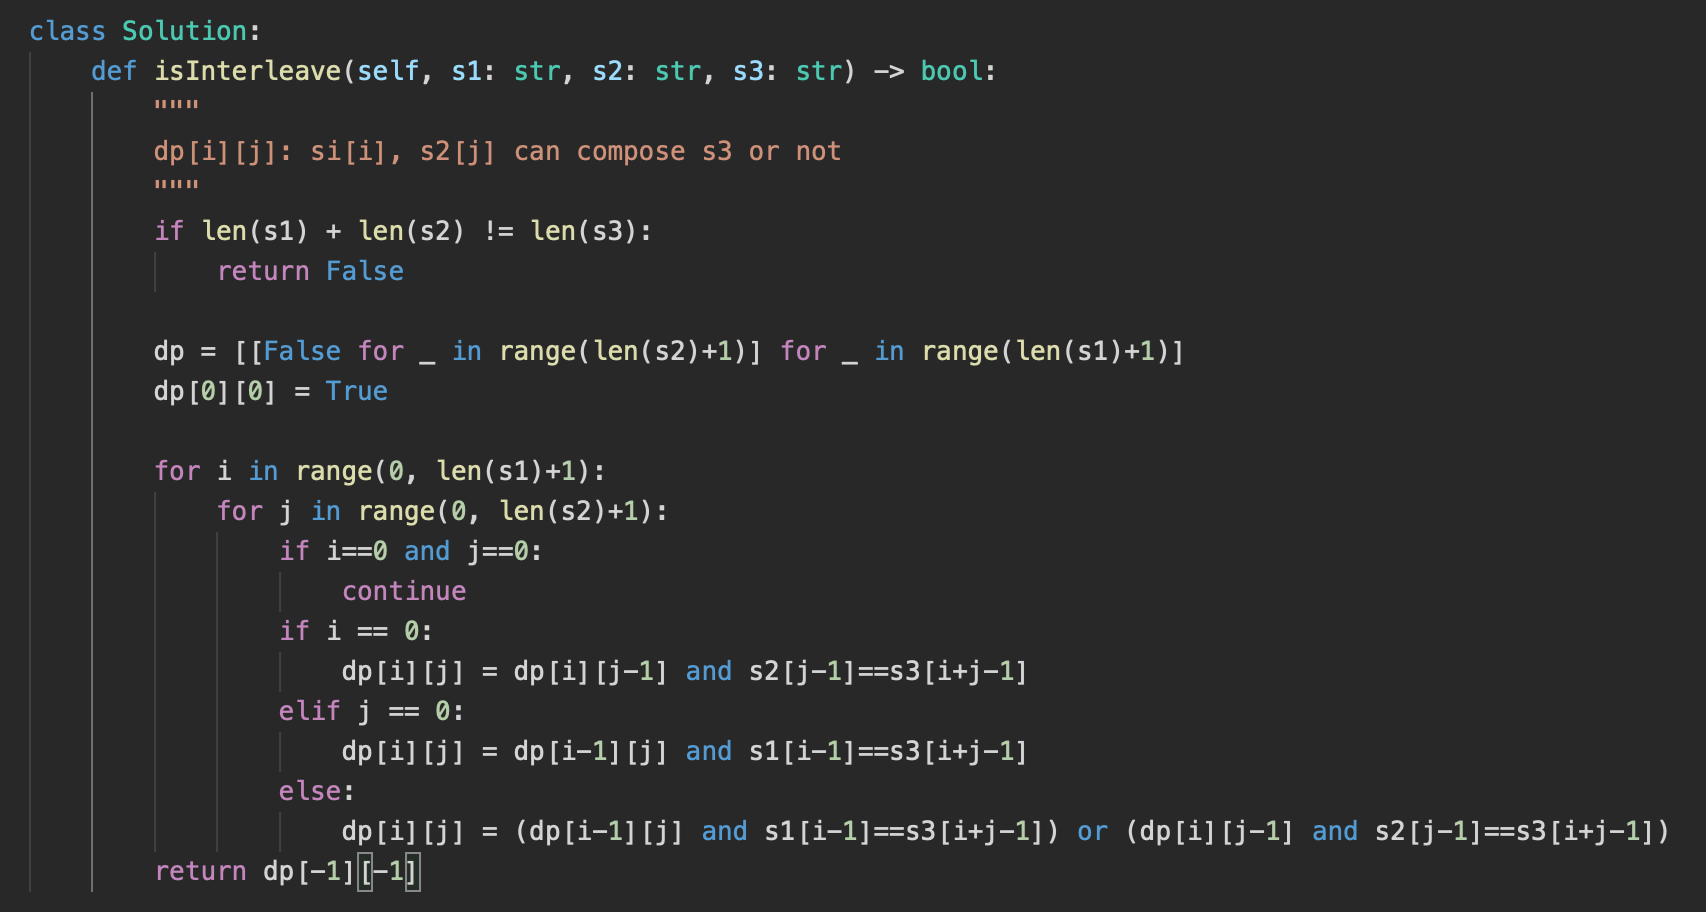 class Solution:
    def isInterleave(self, s1: str, s2: str, s3: str) -> bool:
        """
        dp[i][j]: si[i], s2[j] can compose s3 or not
        """
        if len(s1) + len(s2) != len(s3):
            return False

        dp = [[False for _ in range(len(s2)+1)] for _ in range(len(s1)+1)]
        dp[0][0] = True

        for i in range(0, len(s1)+1):
            for j in range(0, len(s2)+1):
                if i==0 and j==0:
                    continue
                if i == 0:
                    dp[i][j] = dp[i][j-1] and s2[j-1]==s3[i+j-1]
                elif j == 0:
                    dp[i][j] = dp[i-1][j] and s1[i-1]==s3[i+j-1]
                else:
                    dp[i][j] = (dp[i-1][j] and s1[i-1]==s3[i+j-1]) or (dp[i][j-1] and s2[j-1]==s3[i+j-1])
        return dp[-1][-1]